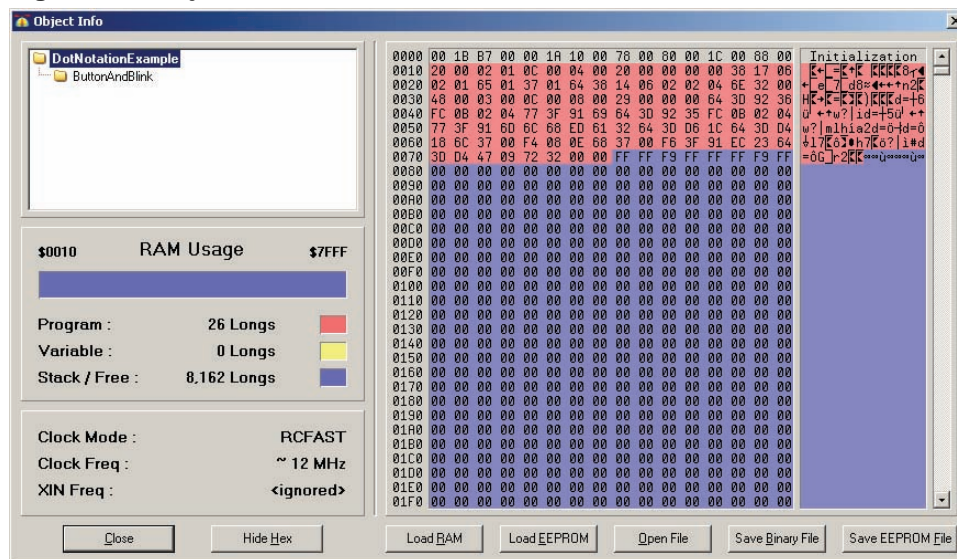 Object Info
DotNotationExample
ButtonAndBlink
$0010 RAM Usage $7FFF
Program : 26 Longs
Variable : 0 Longs
Stack / Free : 8,162 Longs
Clock Mode : RCFAST
Clock Freq : ~ 12 MHz
XIN Freq : <ignored>
0000 00 1B B7 00 00 1A 10 00 78 00 80 00 1C 00 88 00 Initialization
0010 20 00 02 01 0C 00 04 00 20 00 00 00 00 38 17 06
0020 02 01 65 01 37 01 64 38 14 06 02 02 04 6E 32 00
0030 48 00 03 00 0C 00 08 00 29 00 00 00 64 3D 92 36
0040 FC 0B 02 04 77 3F 91 69 64 3D 92 35 FC 0B 02 04
0050 77 3F 91 6D 6C 68 ED 61 32 64 3D D6 1C 64 3D D4
0060 18 6C 37 00 F4 08 0E 68 37 00 F6 3F 91 EC 23 64
0070 3D D4 47 09 72 32 00 00 FF FF F9 FF FF FF F9 FF
0080 00 00 00 00 00 00 00 00 00 00 00 00 00 00 00 00
0090 00 00 00 00 00 00 00 00 00 00 00 00 00 00 00 00
00A0 00 00 00 00 00 00 00 00 00 00 00 00 00 00 00 00
00B0 00 00 00 00 00 00 00 00 00 00 00 00 00 00 00 00
00C0 00 00 00 00 00 00 00 00 00 00 00 00 00 00 00 00
00D0 00 00 00 00 00 00 00 00 00 00 00 00 00 00 00 00
00E0 00 00 00 00 00 00 00 00 00 00 00 00 00 00 00 00
00F0 00 00 00 00 00 00 00 00 00 00 00 00 00 00 00 00
0100 00 00 00 00 00 00 00 00 00 00 00 00 00 00 00 00
0110 00 00 00 00 00 00 00 00 00 00 00 00 00 00 00 00
0120 00 00 00 00 00 00 00 00 00 00 00 00 00 00 00 00
0130 00 00 00 00 00 00 00 00 00 00 00 00 00 00 00 00
0140 00 00 00 00 00 00 00 00 00 00 00 00 00 00 00 00
0150 00 00 00 00 00 00 00 00 00 00 00 00 00 00 00 00
0160 00 00 00 00 00 00 00 00 00 00 00 00 00 00 00 00
0170 00 00 00 00 00 00 00 00 00 00 00 00 00 00 00 00
0180 00 00 00 00 00 00 00 00 00 00 00 00 00 00 00 00
0190 00 00 00 00 00 00 00 00 00 00 00 00 00 00 00 00
01A0 00 00 00 00 00 00 00 00 00 00 00 00 00 00 00 00
01B0 00 00 00 00 00 00 00 00 00 00 00 00 00 00 00 00
01C0 00 00 00 00 00 00 00 00 00 00 00 00 00 00 00 00
01D0 00 00 00 00 00 00 00 00 00 00 00 00 00 00 00 00
01E0 00 00 00 00 00 00 00 00 00 00 00 00 00 00 00 00
01F0 00 00 00 00 00 00 00 00 00 00 00 00 00 00 00 00
Close Hide Hex Load RAM Load EEPROM Open File Save Binary File Save EEPROM File